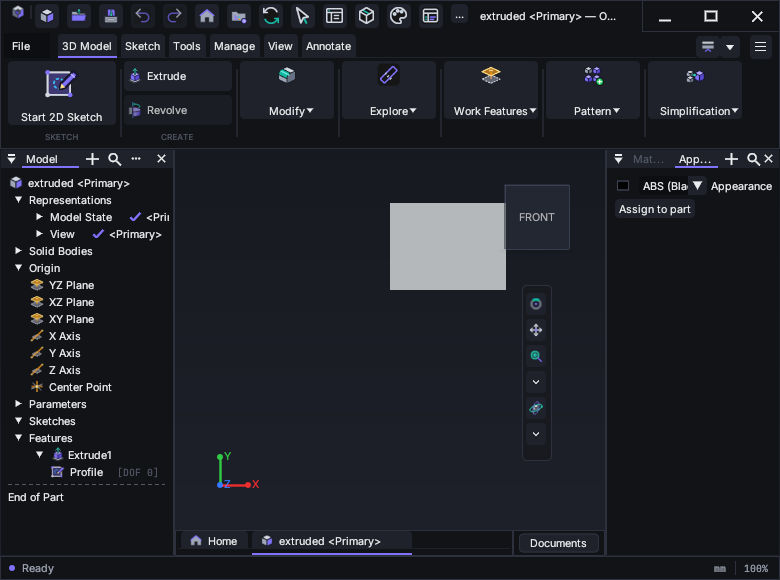 extruded <Primary> — O...
File
3D Model
Sketch
Tools
Manage
View
Annotate
Start 2D Sketch
SKETCH
Extrude
Revolve
CREATE
Modify
Explore
Work Features
Pattern
Simplification
Model
extruded <Primary>
Representations
Model State <Pri
View <Primary>
Solid Bodies
Origin
YZ Plane
XZ Plane
XY Plane
X Axis
Y Axis
Z Axis
Center Point
Parameters
Sketches
Features
Extrude1
Profile [DOF 0]
End of Part
FRONT
Y
Z
X
Mat...
App...
ABS (Bla
Appearance
Assign to part
Home
extruded <Primary>
Documents
Ready
mm
100%